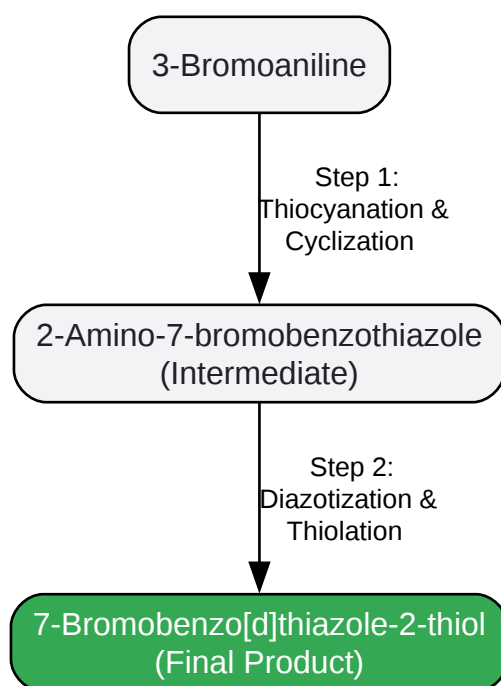 3-Bromoaniline
Step 1:
Thiocyanation &
Cyclization
2-Amino-7-bromobenzothiazole
(Intermediate)
Step 2:
Diazotization &
Thiolation
7-Bromobenzo[d]thiazole-2-thiol
(Final Product)